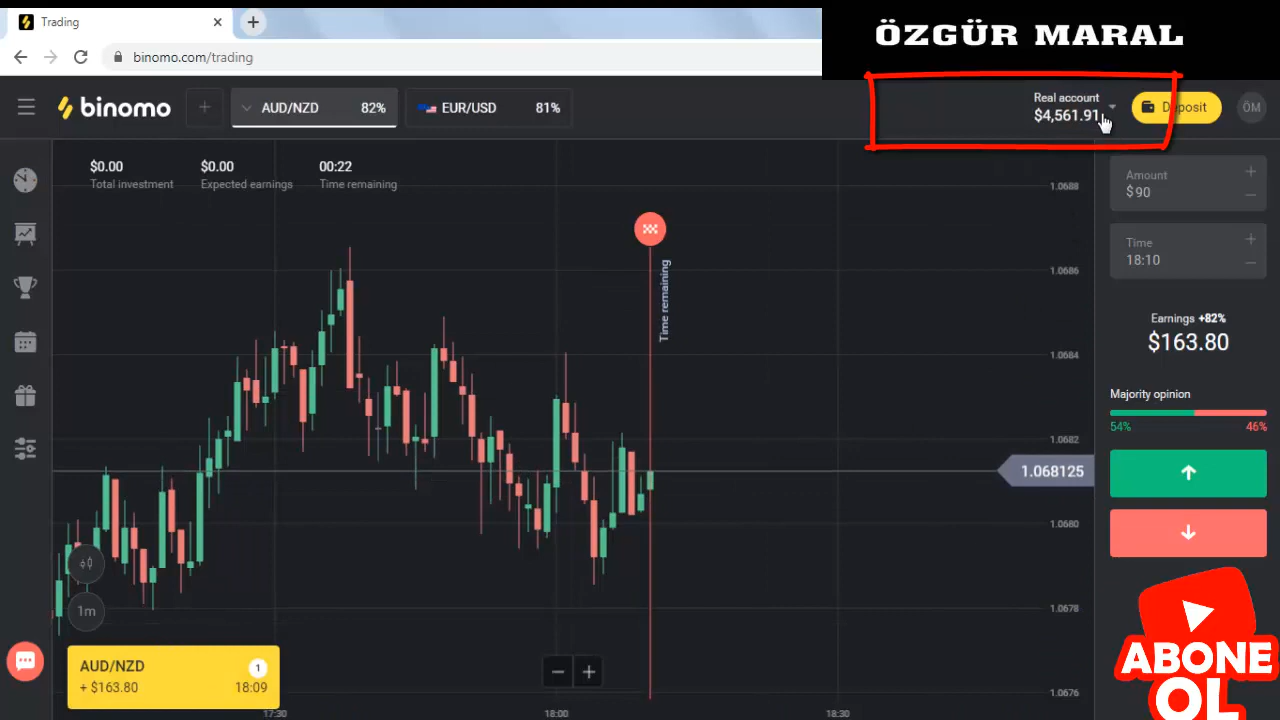 Trading
ÖZGÜR MARAL
binomo.com/trading
binomo
AUD/NZD 82%
EUR/USD 81%
Real account
$4,561.91
Deposit
ÖM
$0.00 $0.00 00:22
Total investment Expected earnings Time remaining
1.0688
1.0686
1.0684
1.0682
1.068125
1.0680
1.0678
1.0676
Time remaining
Amount
$90
Time
18:10
Earnings +82%
$163.80
Majority opinion
54% 46%
1m
AUD/NZD 1
+ $163.80 18:09
17:30 18:00 18:30
ABONE
OL